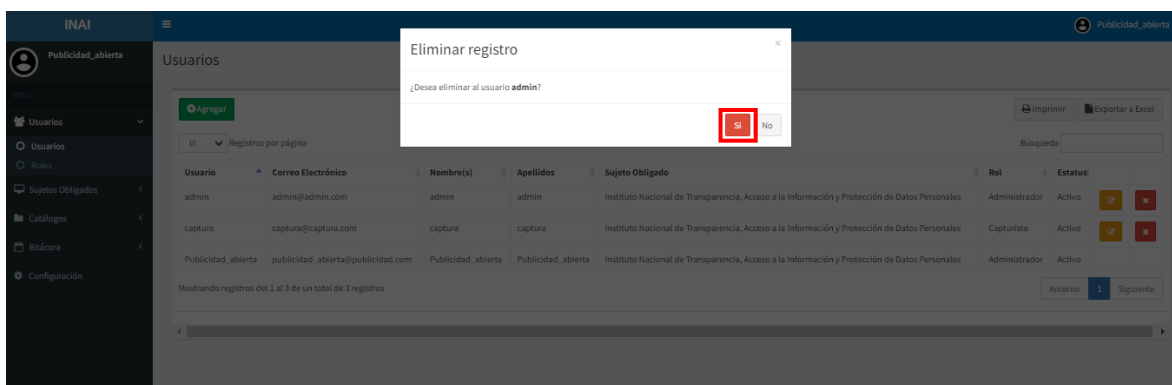 INAI
Publicidad_abierta
Publicidad_abierta
MENU
Usuarios
Usuarios
Roles
Sujetos Obligados
Catálogos
Bitácora
Configuración
Usuarios
Eliminar registro ×
¿Desea eliminar al usuario admin?
Si No
Agregar Imprimir Exportar a Excel
10 Registros por página Búsqueda
Usuario Correo Electrónico Nombre(s) Apellidos Sujeto Obligado Rol Estatus
admin admin@admin.com admin admin Instituto Nacional de Transparencia, Acceso a la Información y Protección de Datos Personales Administrador Activo
captura captura@captura.com captura captura Instituto Nacional de Transparencia, Acceso a la Información y Protección de Datos Personales Capturista Activo
Publicidad_abierta publicidad_abierta@publicidad.com Publicidad_abierta Publicidad_abierta Instituto Nacional de Transparencia, Acceso a la Información y Protección de Datos Personales Administrador Activo
Mostrando registros del 1 al 3 de un total de 3 registros Anterior 1 Siguiente